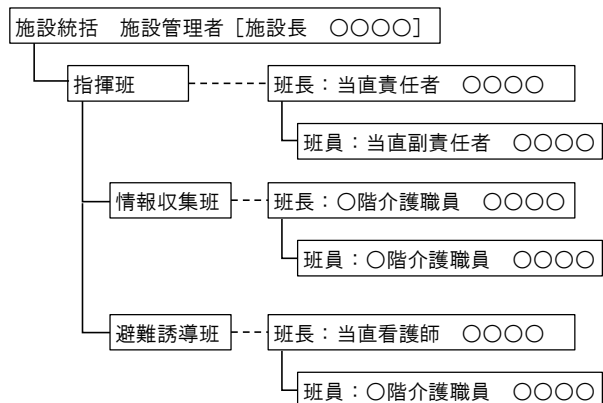 施設統括　施設管理者［施設長　〇〇〇〇］
指揮班
班長：当直責任者　〇〇〇〇
班員：当直副責任者　〇〇〇〇
情報収集班
班長：〇階介護職員　〇〇〇〇
班員：〇階介護職員　〇〇〇〇
避難誘導班
班長：当直看護師　〇〇〇〇
班員：〇階介護職員　〇〇〇〇